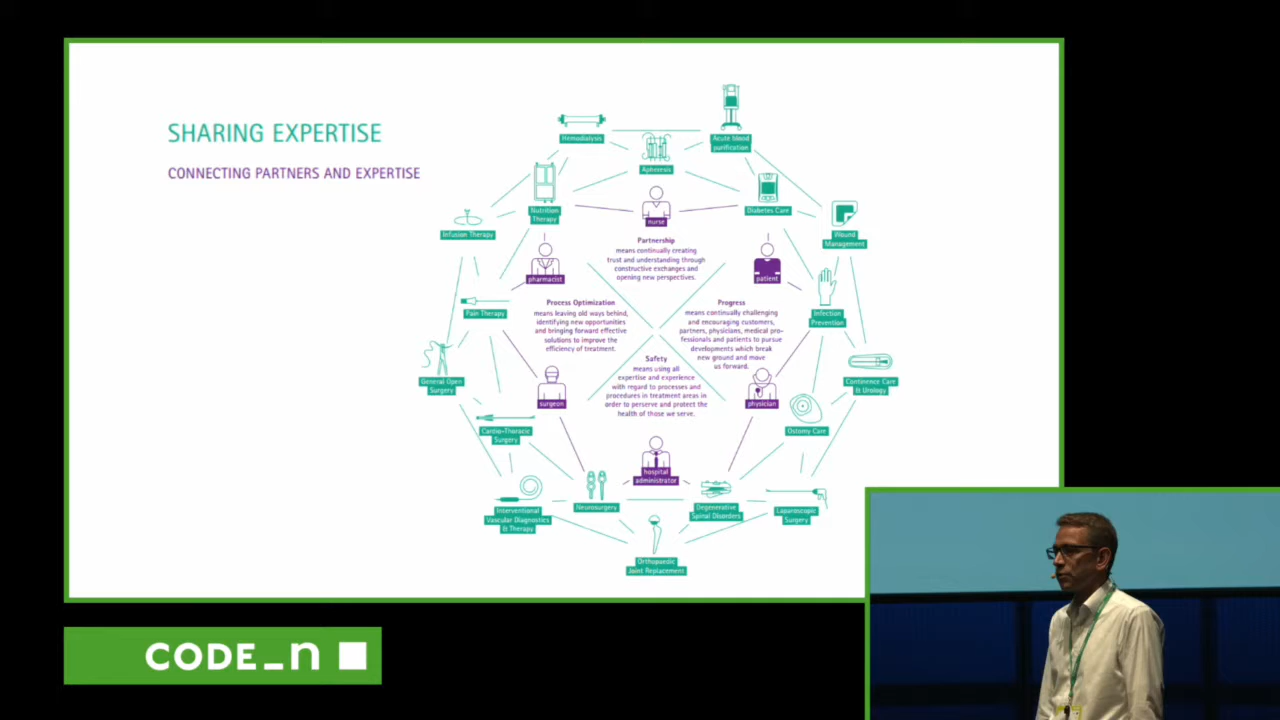 SHARING EXPERTISE
CONNECTING PARTNERS AND EXPERTISE
Hemodialysis
Acute blood
purification
Apheresis
Nutrition
Therapy
nurse
Diabetes Care
Infusion Therapy
Wound
Management
pharmacist
Partnership
means continually creating
trust and understanding through
constructive exchanges and
opening new perspectives.
patient
Pain Therapy
Process Optimization
means leaving old ways behind,
identifying new opportunities
and bringing forward effective
solutions to improve the
efficiency of treatment.
Progress
means continually challenging
and encouraging customers,
partners, physicians, medical pro-
fessionals and patients to pursue
developments which break
new ground and move
us forward.
Infection
Prevention
General Open
Surgery
surgeon
Safety
means using all
expertise and experience
with regard to processes and
procedures in treatment areas in
order to perserve and protect the
health of those we serve.
physician
Continence Care
& Urology
Cardio-Thoracic
Surgery
Ostomy Care
hospital
administrator
Interventional
Vascular Diagnostics
& Therapy
Neurosurgery
Degenerative
Spinal Disorders
Laparoscopic
Surgery
Orthopaedic
Joint Replacement
CODE_n